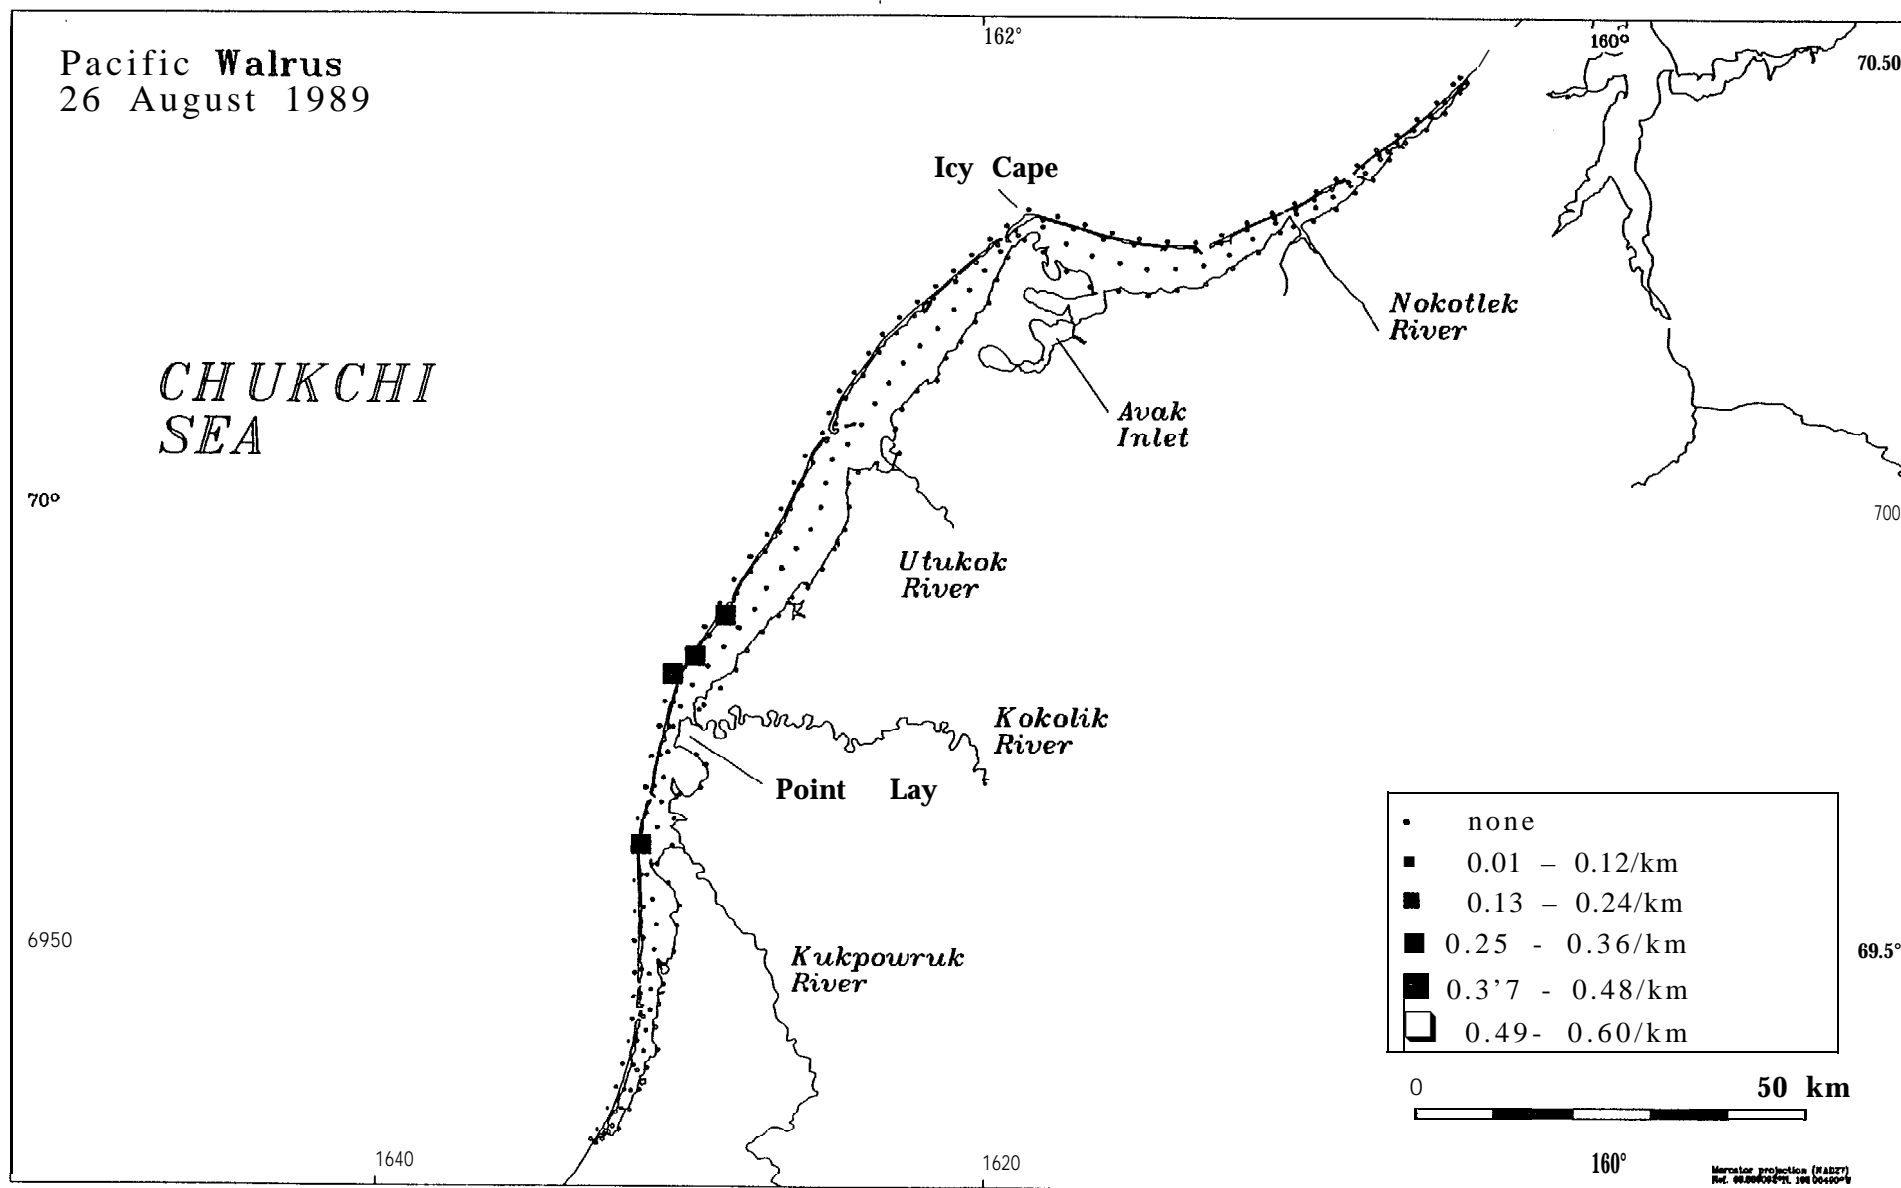 162°
160°
Pacific Walrus
26 August 1989
70.50
Icy Cape
Nokotlek
River
CHUKCHI
SEA
Avak
Inlet
70°
700
Utukok
River
Kokolik
River
Point Lay
none
0.01 – 0.12/km
0.13 – 0.24/km
0.25 - 0.36/km
0.3'7 - 0.48/km
0.49- 0.60/km
6950
69.5°
Kukpowruk
River
0 50 km
1640
1620
160°
Mercator projection (NAD27)